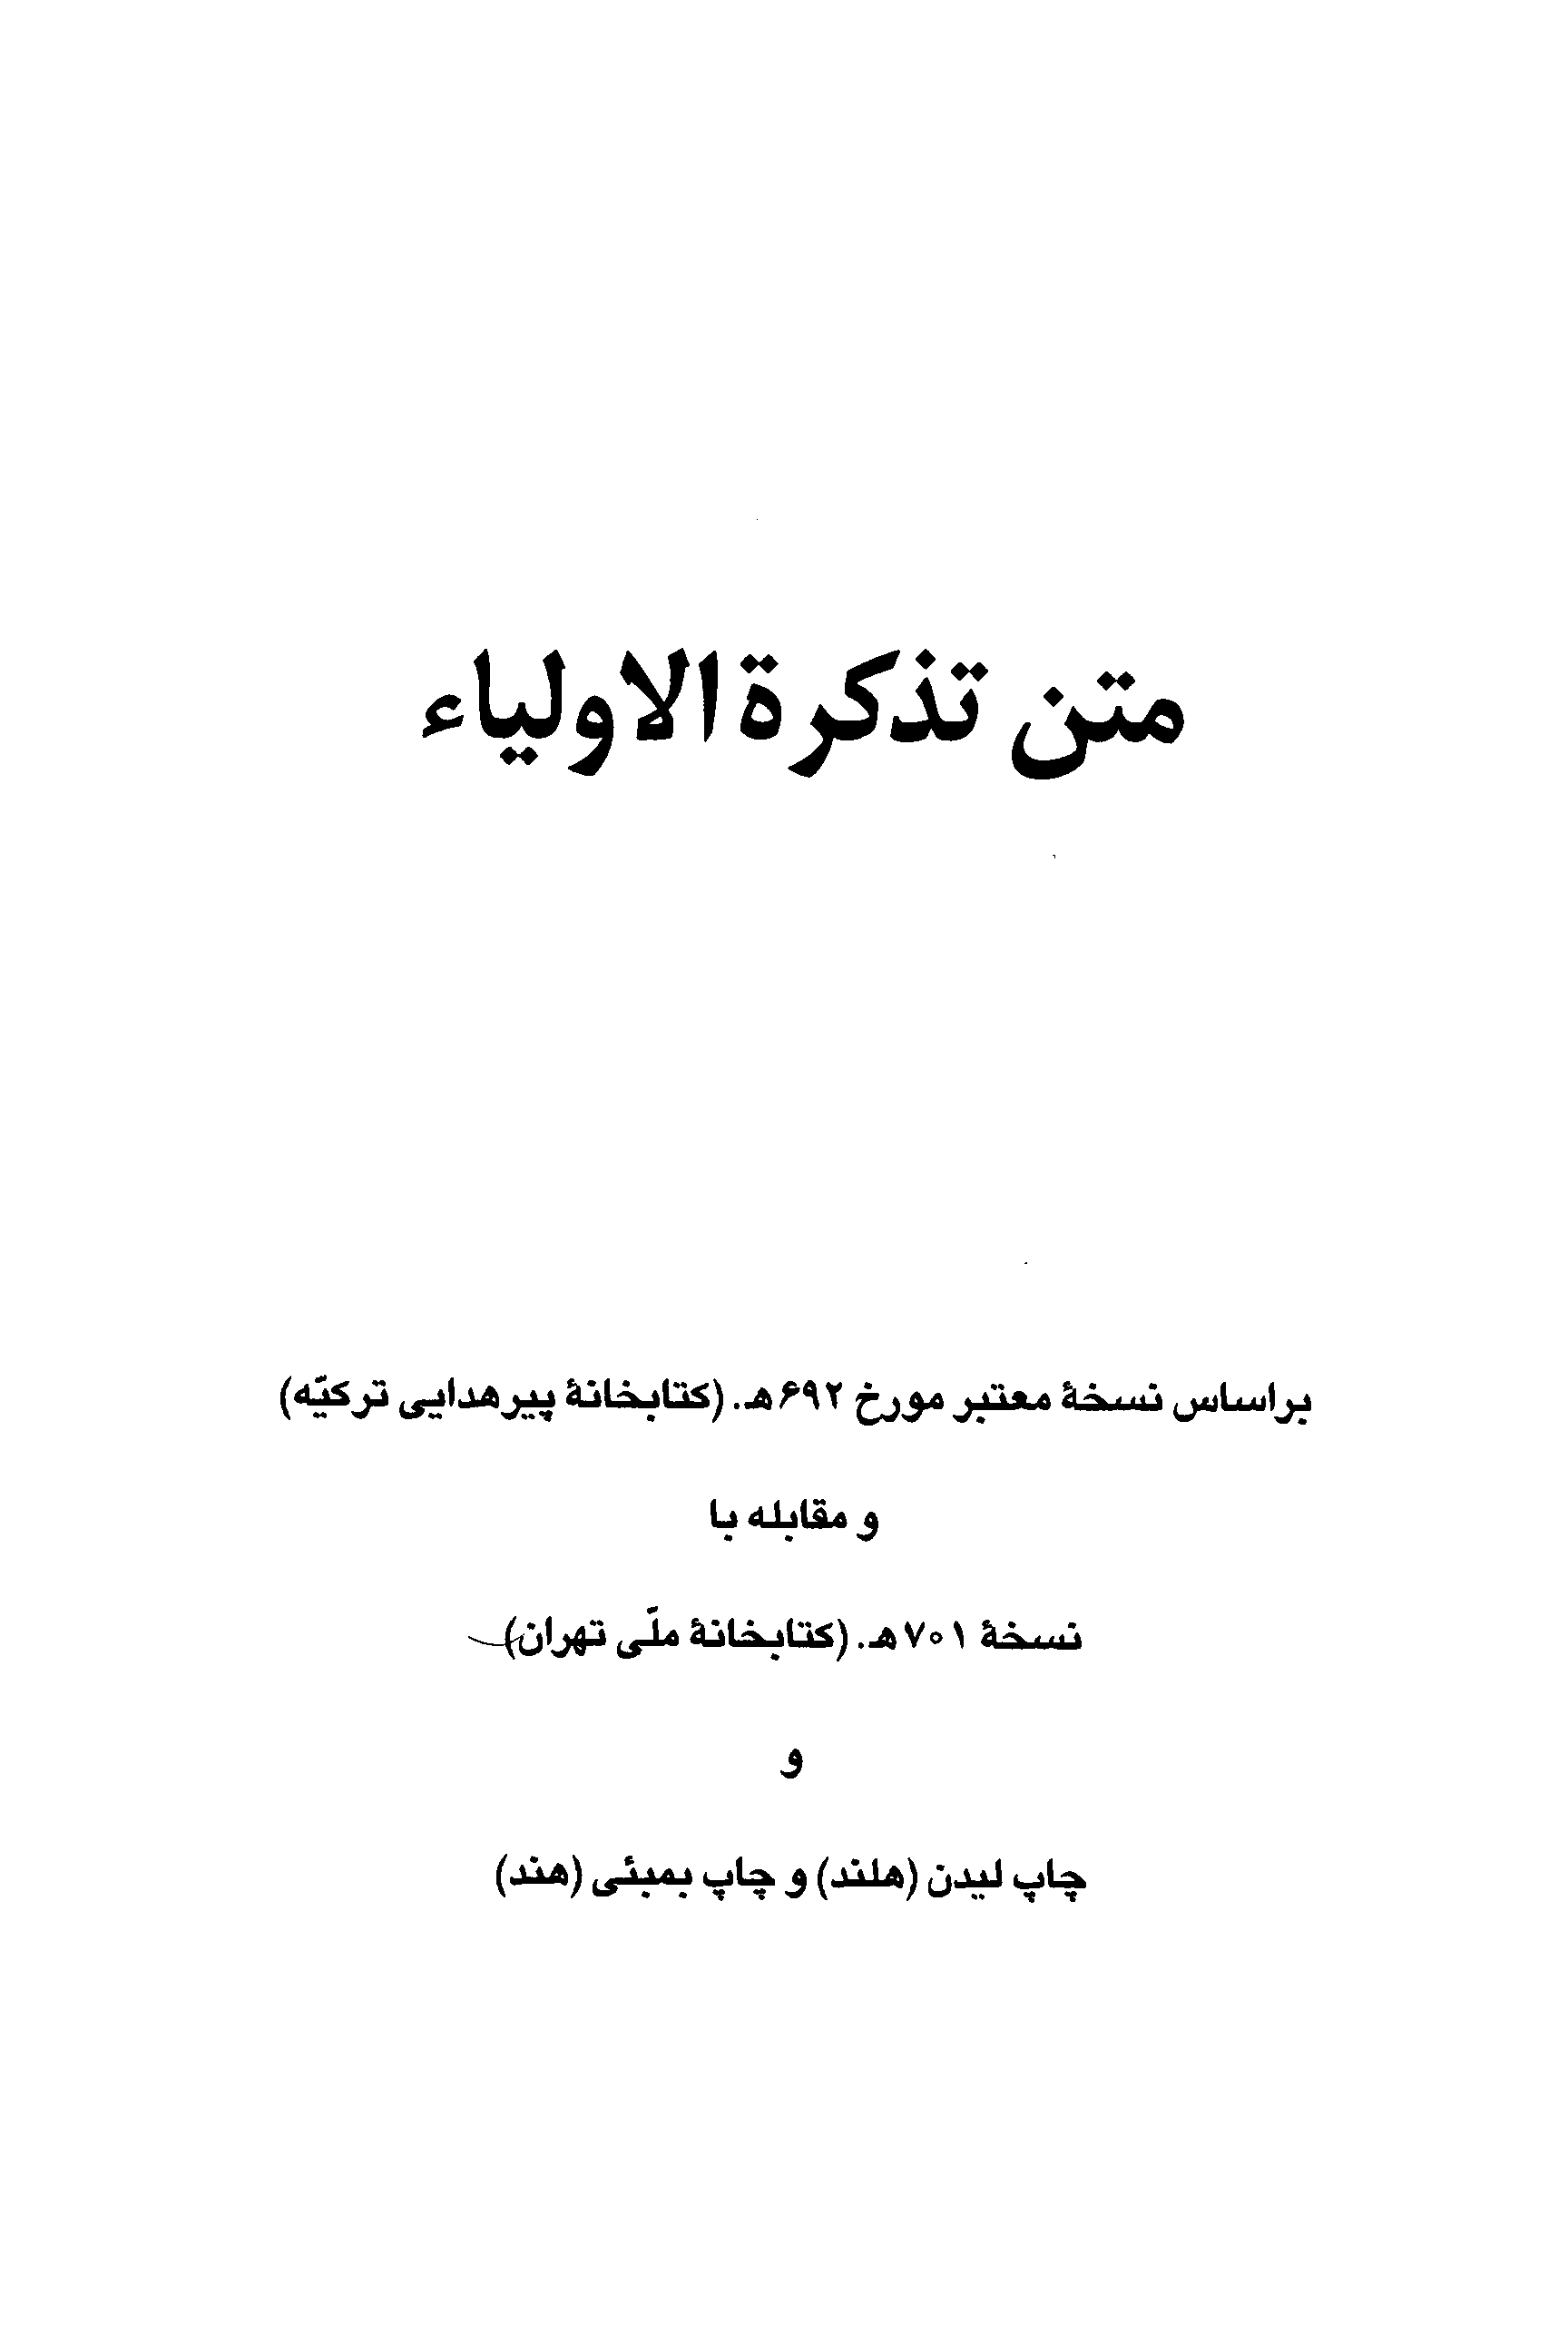 متن تذکرة الاولیاء
براساس نسخهٔ معتبر مورخ ۶۹۲ هـ. (کتابخانهٔ پیرهدایی ترکیّه)
و مقابله با
نسخهٔ ۷۰۱ هـ. (کتابخانهٔ ملّی تهران)
و
چاپ لیدن (هلند) و چاپ بمبئی (هند)